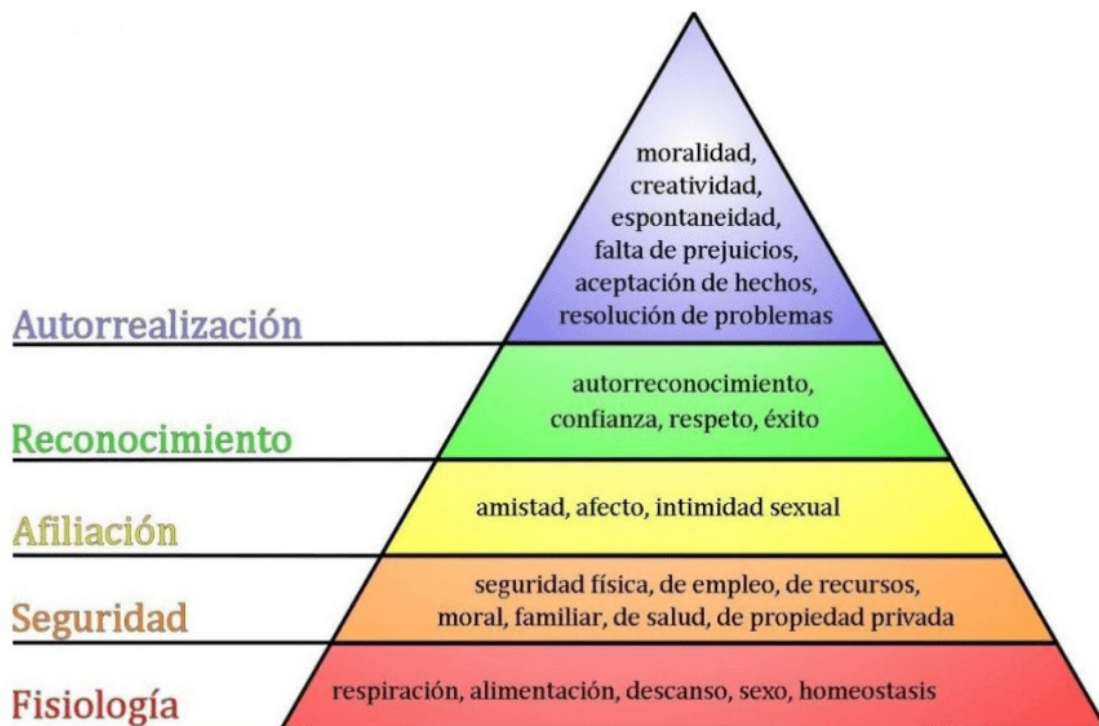 moralidad,
creatividad,
espontaneidad,
falta de prejuicios,
aceptación de hechos,
resolución de problemas
Autorrealización
autorreconocimiento,
confianza, respeto, éxito
Reconocimiento
amistad, afecto, intimidad sexual
Afiliación
seguridad física, de empleo, de recursos,
moral, familiar, de salud, de propiedad privada
Seguridad
respiración, alimentación, descanso, sexo, homeostasis
Fisiología